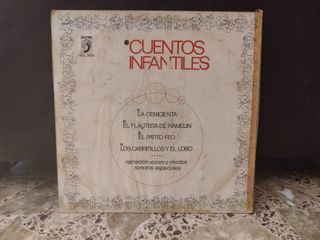 CUENTOS
INFANTILES
LA CENICIENTA
EL FLAUTISTA DE HAMELIN
EL PATITO FEO
LOS CABRITILLOS Y EL LOBO
narración, voces y efectos
sonoros especiales